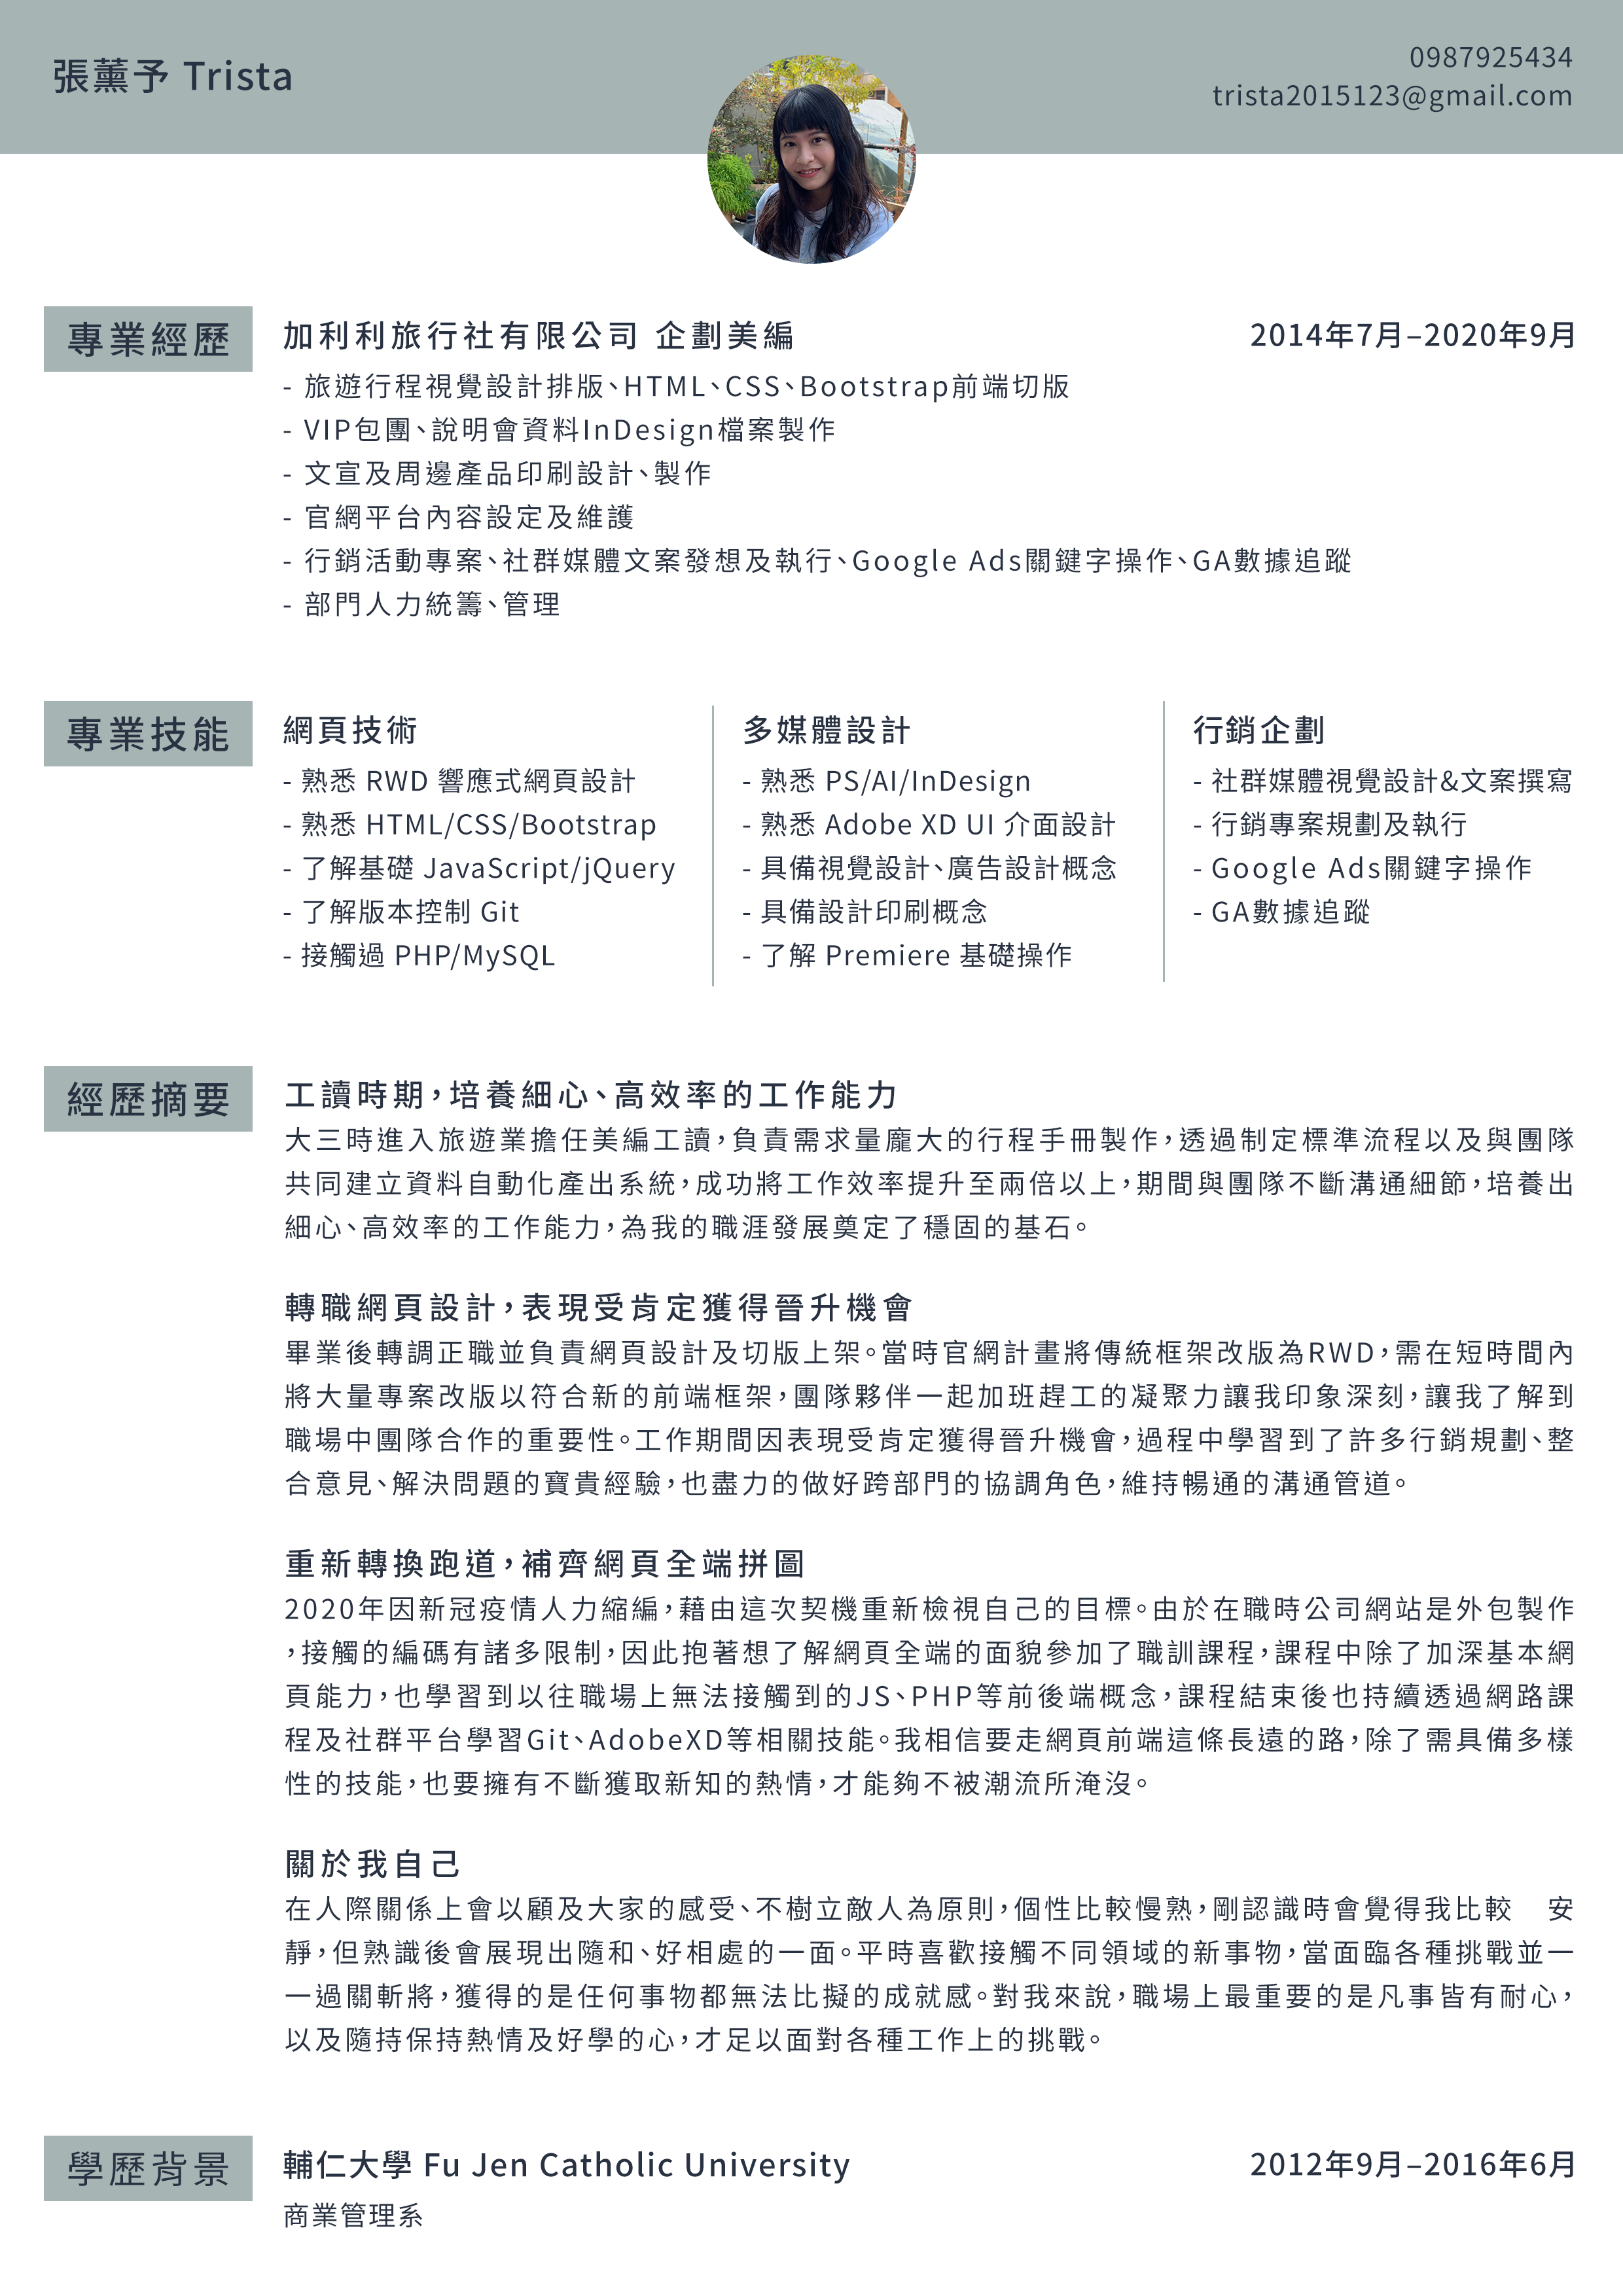 張薰予 Trista
0987925434
trista2015123@gmail.com
專業經歷
加利利旅行社有限公司 企劃美編
2014年7月–2020年9月
- 旅遊行程視覺設計排版、HTML、CSS、Bootstrap前端切版
- VIP包團、說明會資料InDesign檔案製作
- 文宣及周邊產品印刷設計、製作
- 官網平台內容設定及維護
- 行銷活動專案、社群媒體文案發想及執行、Google Ads關鍵字操作、GA數據追蹤
- 部門人力統籌、管理
專業技能
網頁技術
- 熟悉 RWD 響應式網頁設計
- 熟悉 HTML/CSS/Bootstrap
- 了解基礎 JavaScript/jQuery
- 了解版本控制 Git
- 接觸過 PHP/MySQL
多媒體設計
- 熟悉 PS/AI/InDesign
- 熟悉 Adobe XD UI 介面設計
- 具備視覺設計、廣告設計概念
- 具備設計印刷概念
- 了解 Premiere 基礎操作
行銷企劃
- 社群媒體視覺設計&文案撰寫
- 行銷專案規劃及執行
- Google Ads關鍵字操作
- GA數據追蹤
經歷摘要
工讀時期，培養細心、高效率的工作能力
大三時進入旅遊業擔任美編工讀，負責需求量龐大的行程手冊製作，透過制定標準流程以及與團隊
共同建立資料自動化產出系統，成功將工作效率提升至兩倍以上，期間與團隊不斷溝通細節，培養出
細心、高效率的工作能力，為我的職涯發展奠定了穩固的基石。
轉職網頁設計，表現受肯定獲得晉升機會
畢業後轉調正職並負責網頁設計及切版上架。當時官網計畫將傳統框架改版為RWD，需在短時間內
將大量專案改版以符合新的前端框架，團隊夥伴一起加班趕工的凝聚力讓我印象深刻，讓我了解到
職場中團隊合作的重要性。工作期間因表現受肯定獲得晉升機會，過程中學習到了許多行銷規劃、整
合意見、解決問題的寶貴經驗，也盡力的做好跨部門的協調角色，維持暢通的溝通管道。
重新轉換跑道，補齊網頁全端拼圖
2020年因新冠疫情人力縮編，藉由這次契機重新檢視自己的目標。由於在職時公司網站是外包製作
，接觸的編碼有諸多限制，因此抱著想了解網頁全端的面貌參加了職訓課程，課程中除了加深基本網
頁能力，也學習到以往職場上無法接觸到的JS、PHP等前後端概念，課程結束後也持續透過網路課
程及社群平台學習Git、AdobeXD等相關技能。我相信要走網頁前端這條長遠的路，除了需具備多樣
性的技能，也要擁有不斷獲取新知的熱情，才能夠不被潮流所淹沒。
關於我自己
在人際關係上會以顧及大家的感受、不樹立敵人為原則，個性比較慢熟，剛認識時會覺得我比較　安
靜，但熟識後會展現出隨和、好相處的一面。平時喜歡接觸不同領域的新事物，當面臨各種挑戰並一
一過關斬將，獲得的是任何事物都無法比擬的成就感。對我來說，職場上最重要的是凡事皆有耐心，
以及隨持保持熱情及好學的心，才足以面對各種工作上的挑戰。
學歷背景
輔仁大學 Fu Jen Catholic University
2012年9月–2016年6月
商業管理系